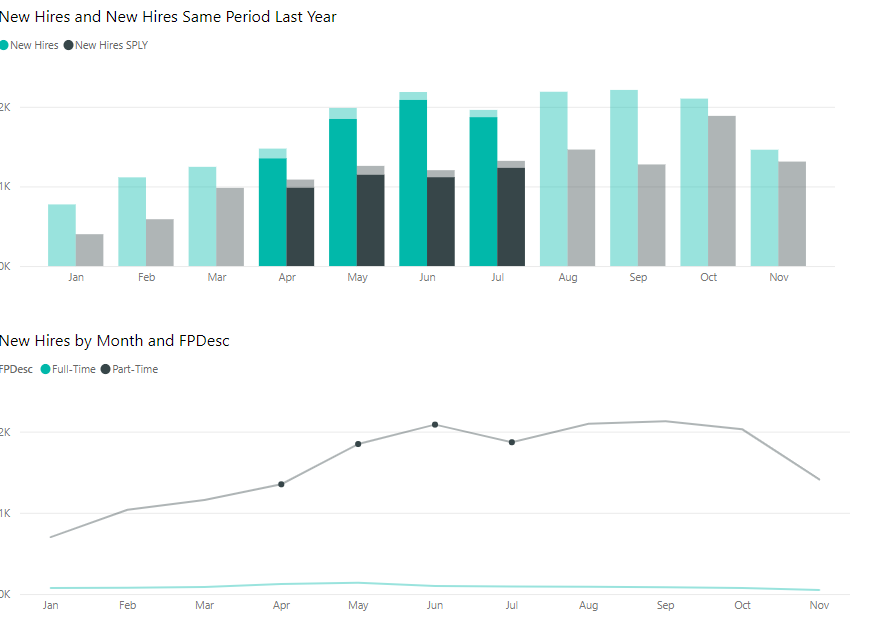 New Hires and New Hires Same Period Last Year
New Hires New Hires SPLY
2K
1K
0K
Jan Feb Mar Apr May Jun Jul Aug Sep Oct Nov
New Hires by Month and FPDesc
FPDesc Full-Time Part-Time
2K
1K
0K
Jan Feb Mar Apr May Jun Jul Aug Sep Oct Nov